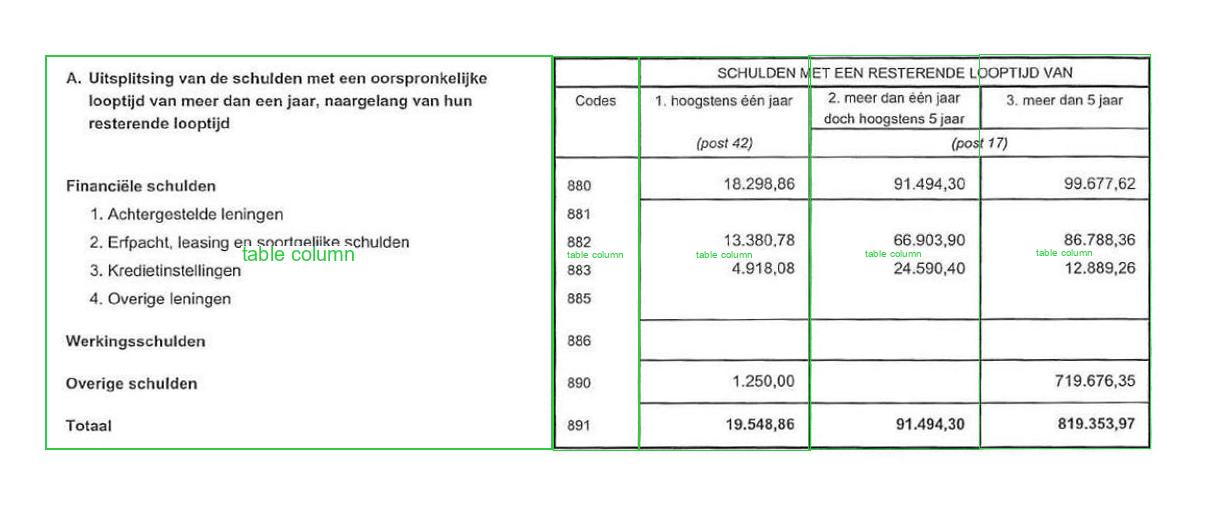 A. Uitsplitsing van de schulden met een oorspronkelijke
looptijd van meer dan een jaar, naargelang van hun
resterende looptijd
SCHULDEN MET EEN RESTERENDE LOOPTIJD VAN
Codes 1. hoogstens één jaar 2. meer dan één jaar 3. meer dan 5 jaar
doch hoogstens 5 jaar
(post 42) (post 17)
Financiële schulden 880 18.298,86 91.494,30 99.677,62
1. Achtergestelde leningen 881
2. Erfpacht, leasing en soortgelijke schulden 882 13.380,78 66.903,90 86.788,36
table column table column table column table column table column
3. Kredietinstellingen 883 4.918,08 24.590,40 12.889,26
4. Overige leningen 885
Werkingsschulden 886
Overige schulden 890 1.250,00 719.676,35
Totaal 891 19.548,86 91.494,30 819.353,97